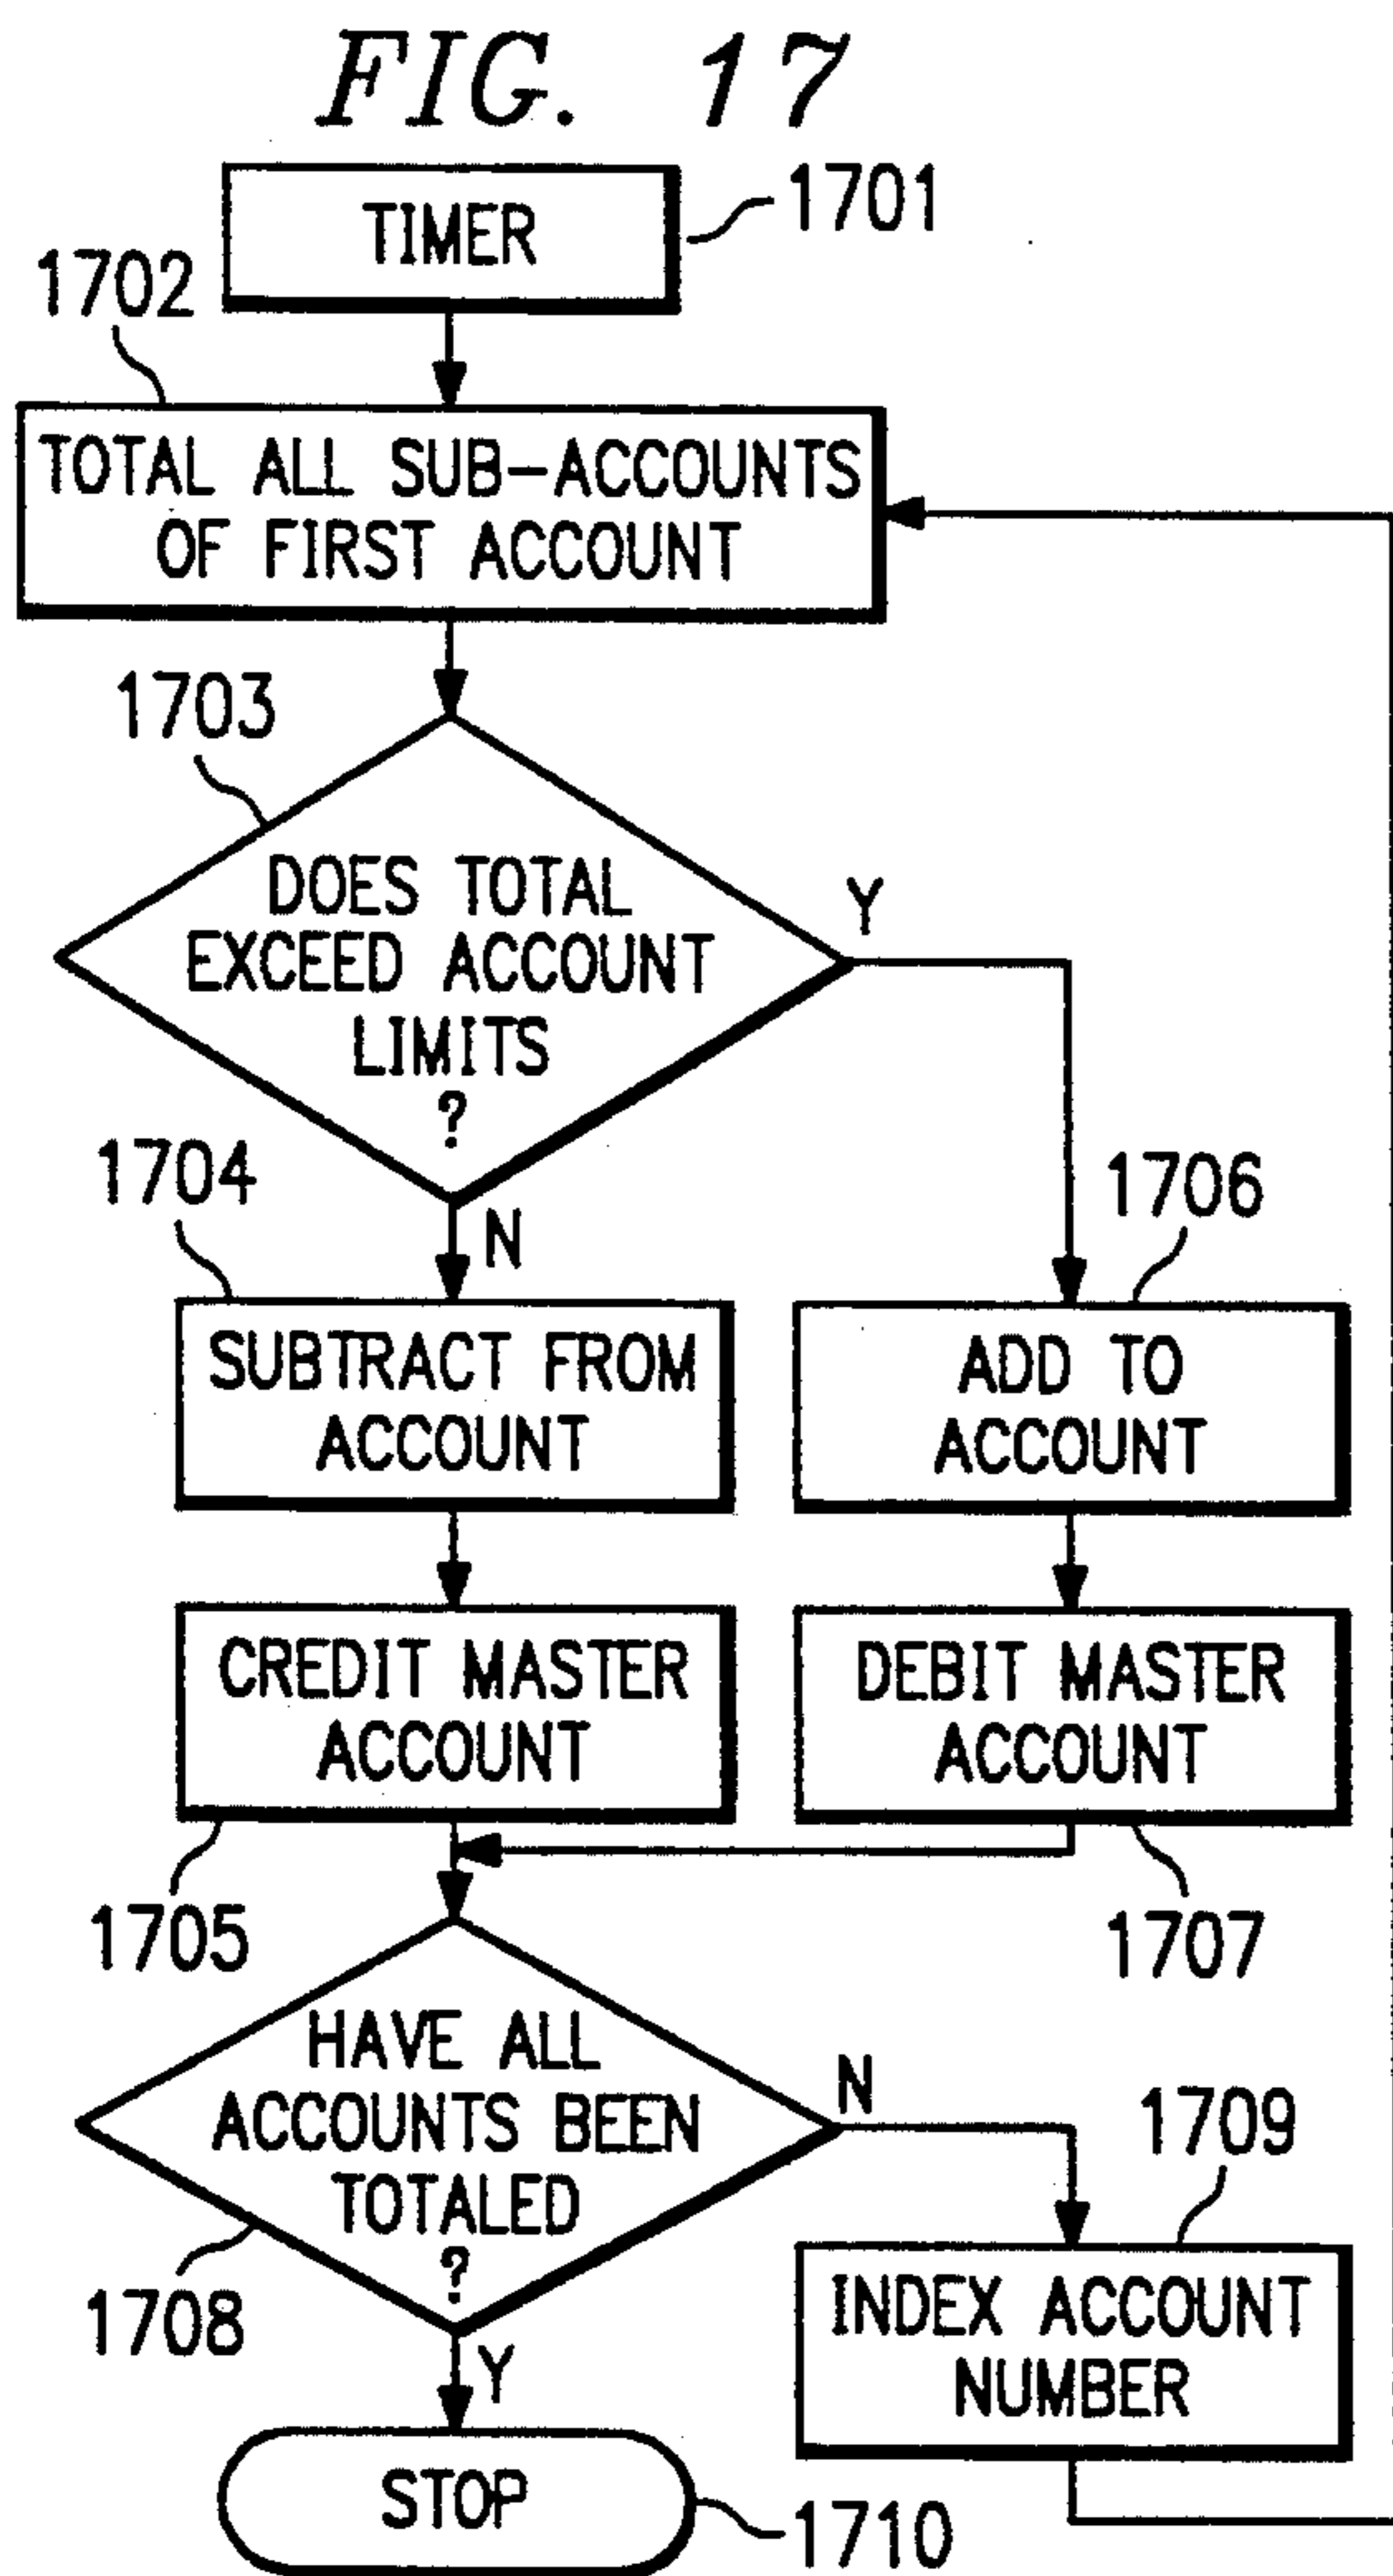 FIG. 17
TIMER
1701
1702
TOTAL ALL SUB-ACCOUNTS
OF FIRST ACCOUNT
1703
DOES TOTAL
EXCEED ACCOUNT
LIMITS
?
Y
N
1704
SUBTRACT FROM
ACCOUNT
1706
ADD TO
ACCOUNT
CREDIT MASTER
ACCOUNT
1705
DEBIT MASTER
ACCOUNT
1707
HAVE ALL
ACCOUNTS BEEN
TOTALED
?
N
1708
Y
1709
INDEX ACCOUNT
NUMBER
STOP
1710